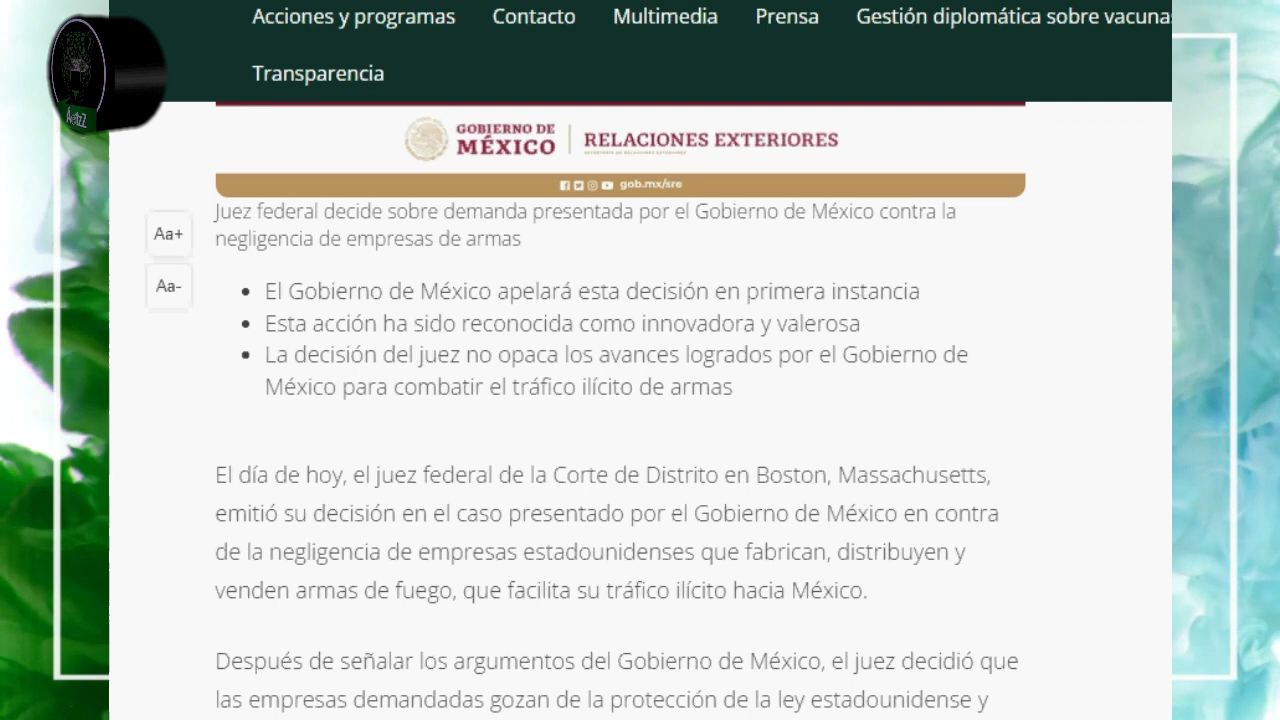 Acciones y programas Contacto Multimedia Prensa Gestión diplomática sobre vacunas
Transparencia
GOBIERNO DE MÉXICO RELACIONES EXTERIORES
gob.mx/sre
Aa+
Aa-
Juez federal decide sobre demanda presentada por el Gobierno de México contra la
negligencia de empresas de armas
• El Gobierno de México apelará esta decisión en primera instancia
• Esta acción ha sido reconocida como innovadora y valerosa
• La decisión del juez no opaca los avances logrados por el Gobierno de
México para combatir el tráfico ilícito de armas
El día de hoy, el juez federal de la Corte de Distrito en Boston, Massachusetts,
emitió su decisión en el caso presentado por el Gobierno de México en contra
de la negligencia de empresas estadounidenses que fabrican, distribuyen y
venden armas de fuego, que facilita su tráfico ilícito hacia México.
Después de señalar los argumentos del Gobierno de México, el juez decidió que
las empresas demandadas gozan de la protección de la ley estadounidense y